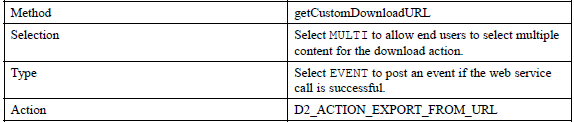 Method getCustomDownloadURL
Selection Select MULTI to allow end users to select multiple
content for the download action.
Type Select EVENT to post an event if the web service
call is successful.
Action D2_ACTION_EXPORT_FROM_URL